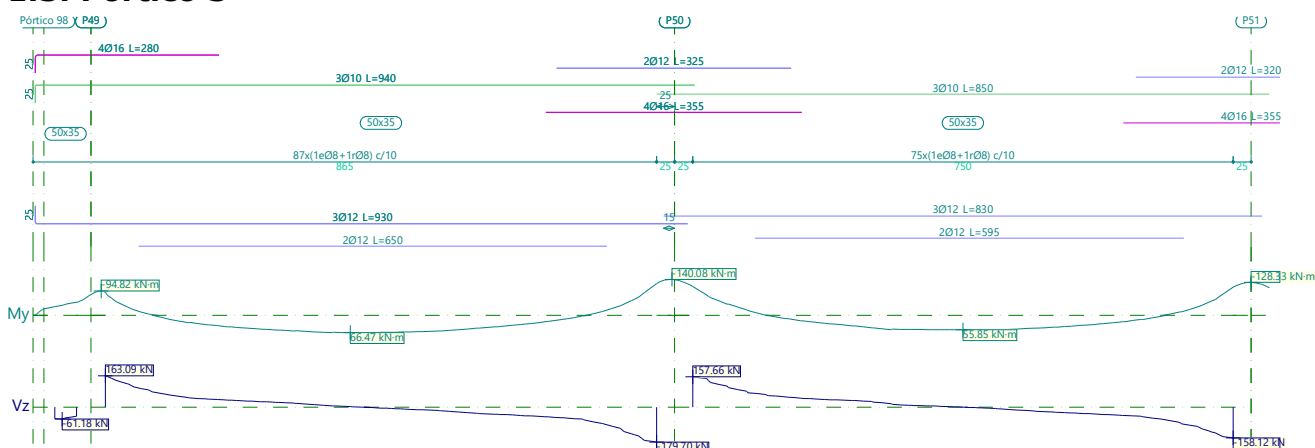 Pórtico 98 P49 P50 P51
4Ø16 L=280
25
2Ø12 L=325
2Ø12 L=320
3Ø10 L=940
25
25
3Ø10 L=850
4Ø16 L=355
50x35
50x35
50x35
4Ø16 L=355
87x(1eØ8+1rØ8) c/10
75x(1eØ8+1rØ8) c/10
865
25 25
750
25
25
3Ø12 L=930
15
3Ø12 L=830
2Ø12 L=650
2Ø12 L=595
My
-94.82 kN·m
-140.08 kN·m
-128.33 kN·m
66.47 kN·m
55.85 kN·m
Vz
163.09 kN
157.66 kN
-61.18 kN
-179.70 kN
-158.12 kN